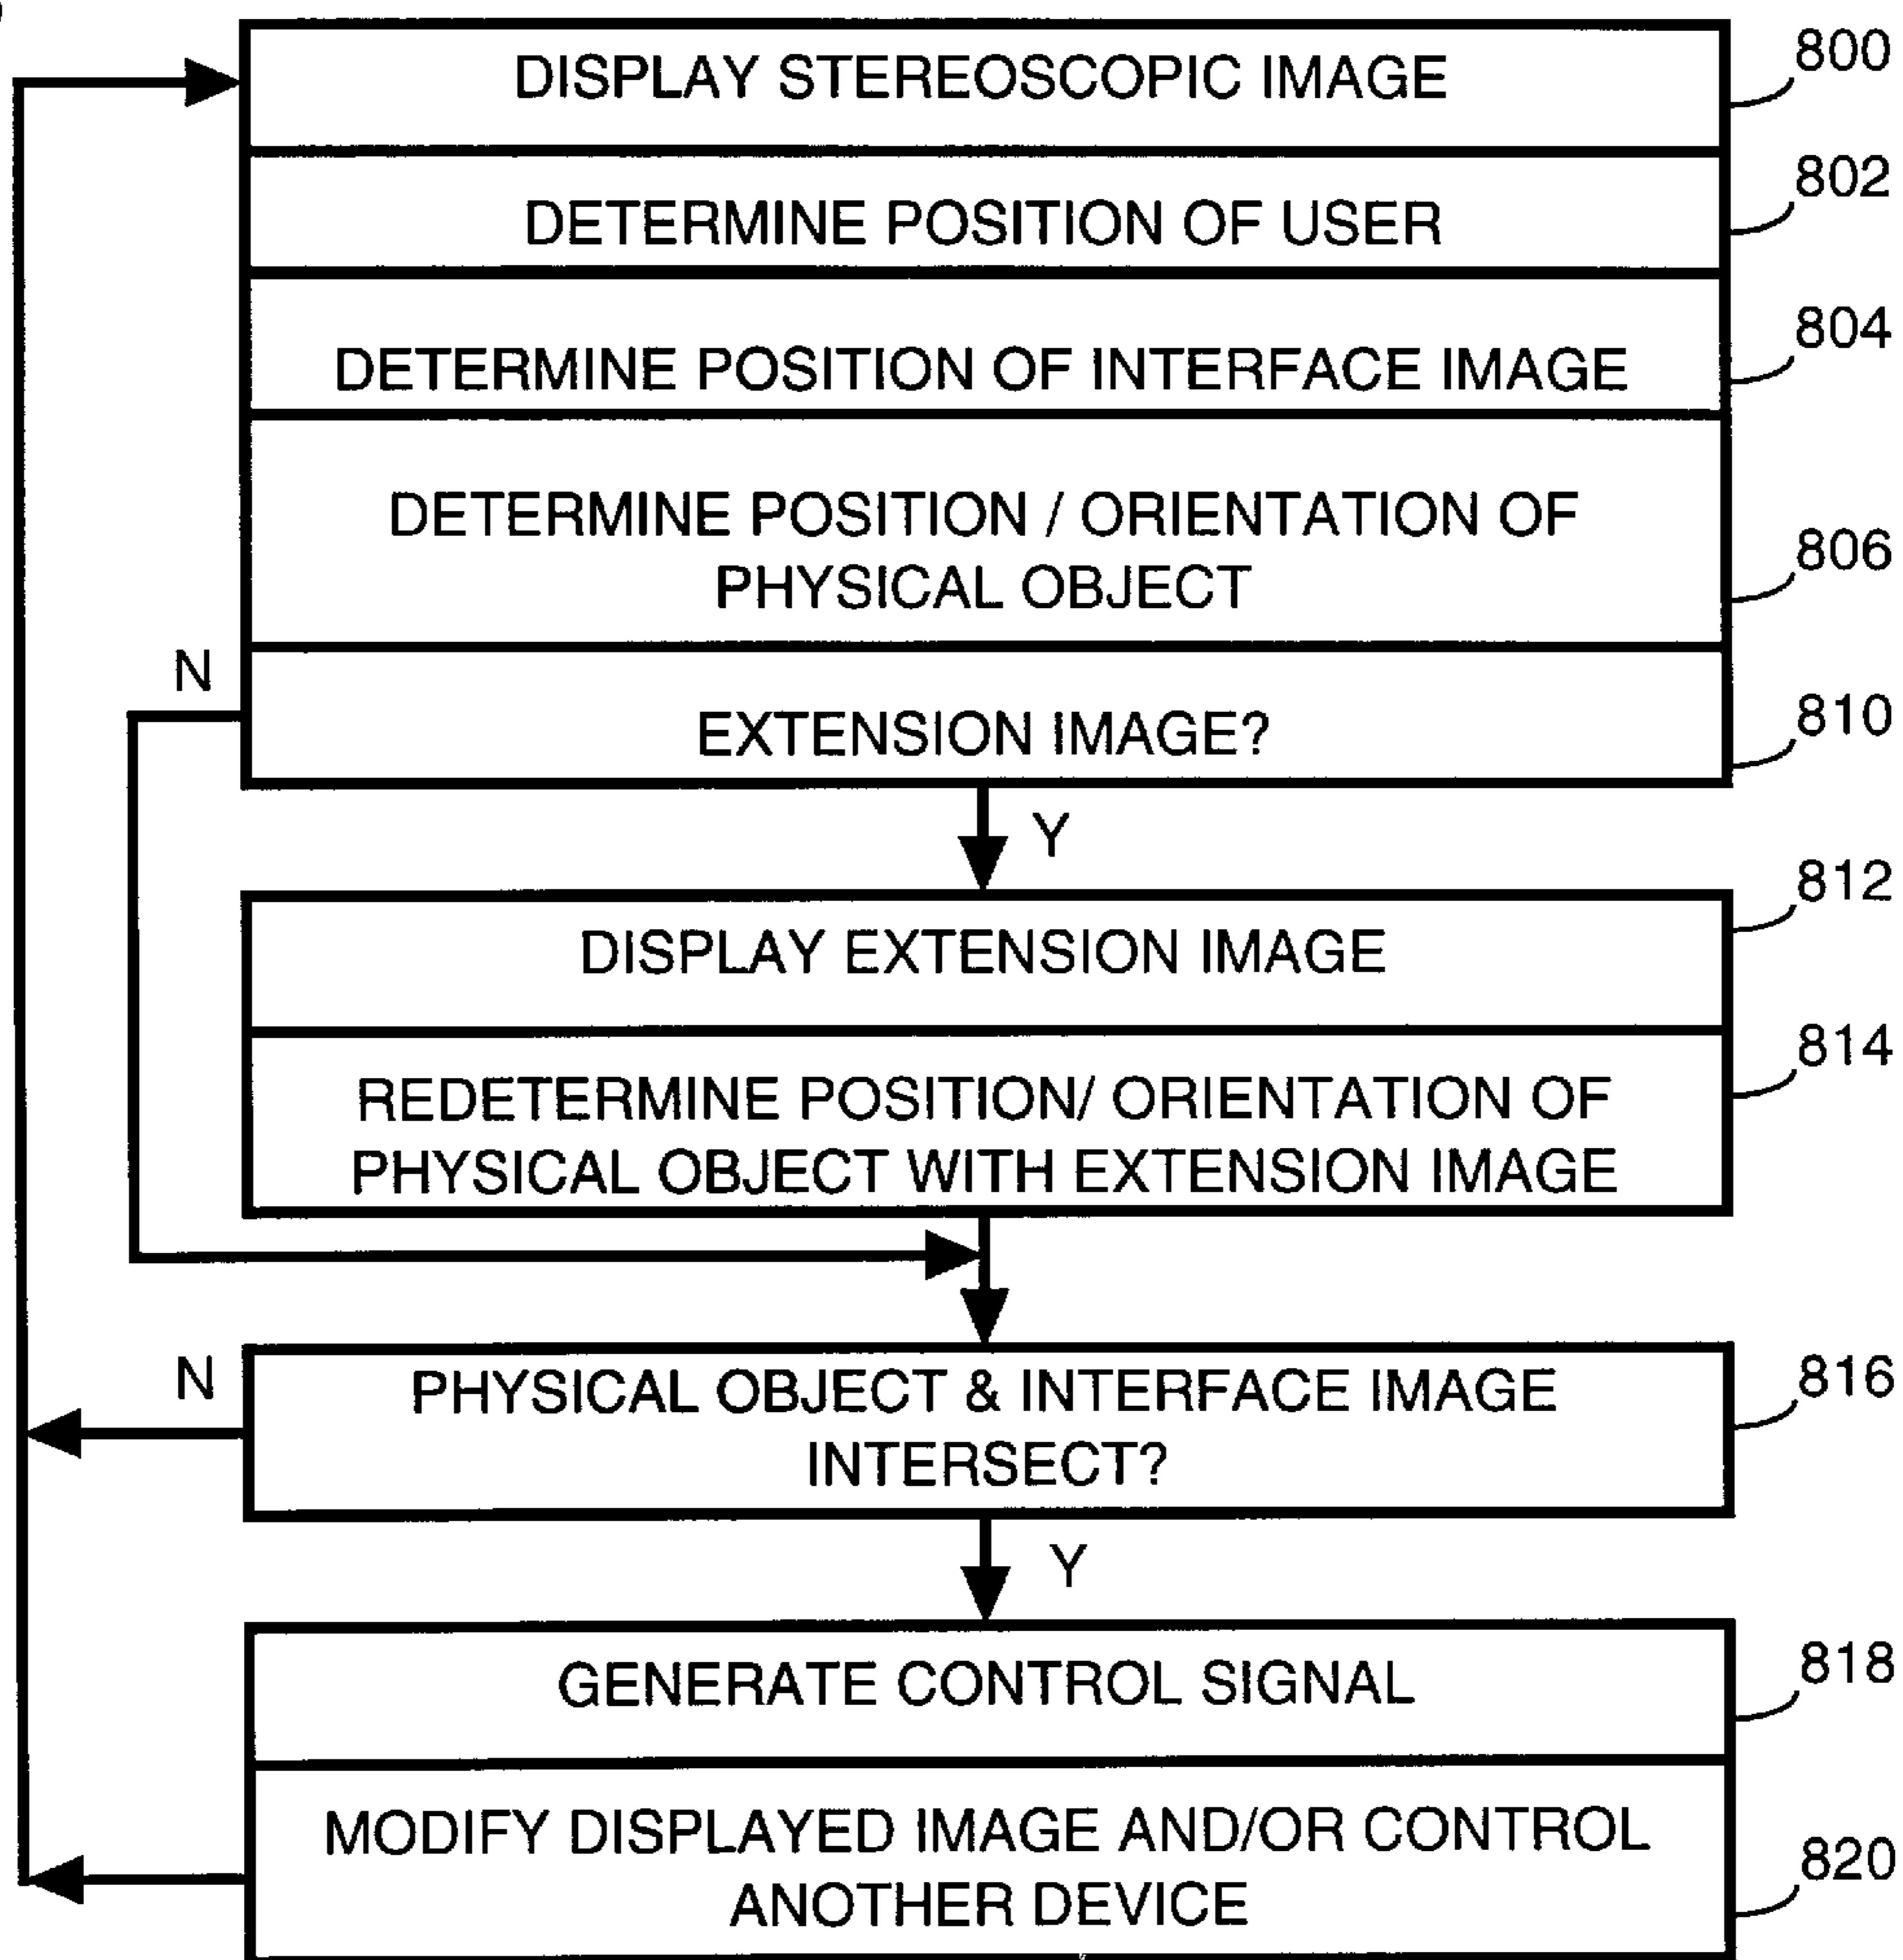 DISPLAY STEREOSCOPIC IMAGE
800
DETERMINE POSITION OF USER
802
DETERMINE POSITION OF INTERFACE IMAGE
804
DETERMINE POSITION / ORIENTATION OF
PHYSICAL OBJECT
806
N
EXTENSION IMAGE?
810
Y
DISPLAY EXTENSION IMAGE
812
REDETERMINE POSITION/ ORIENTATION OF
PHYSICAL OBJECT WITH EXTENSION IMAGE
814
N
PHYSICAL OBJECT & INTERFACE IMAGE
INTERSECT?
816
Y
GENERATE CONTROL SIGNAL
818
MODIFY DISPLAYED IMAGE AND/OR CONTROL
ANOTHER DEVICE
820